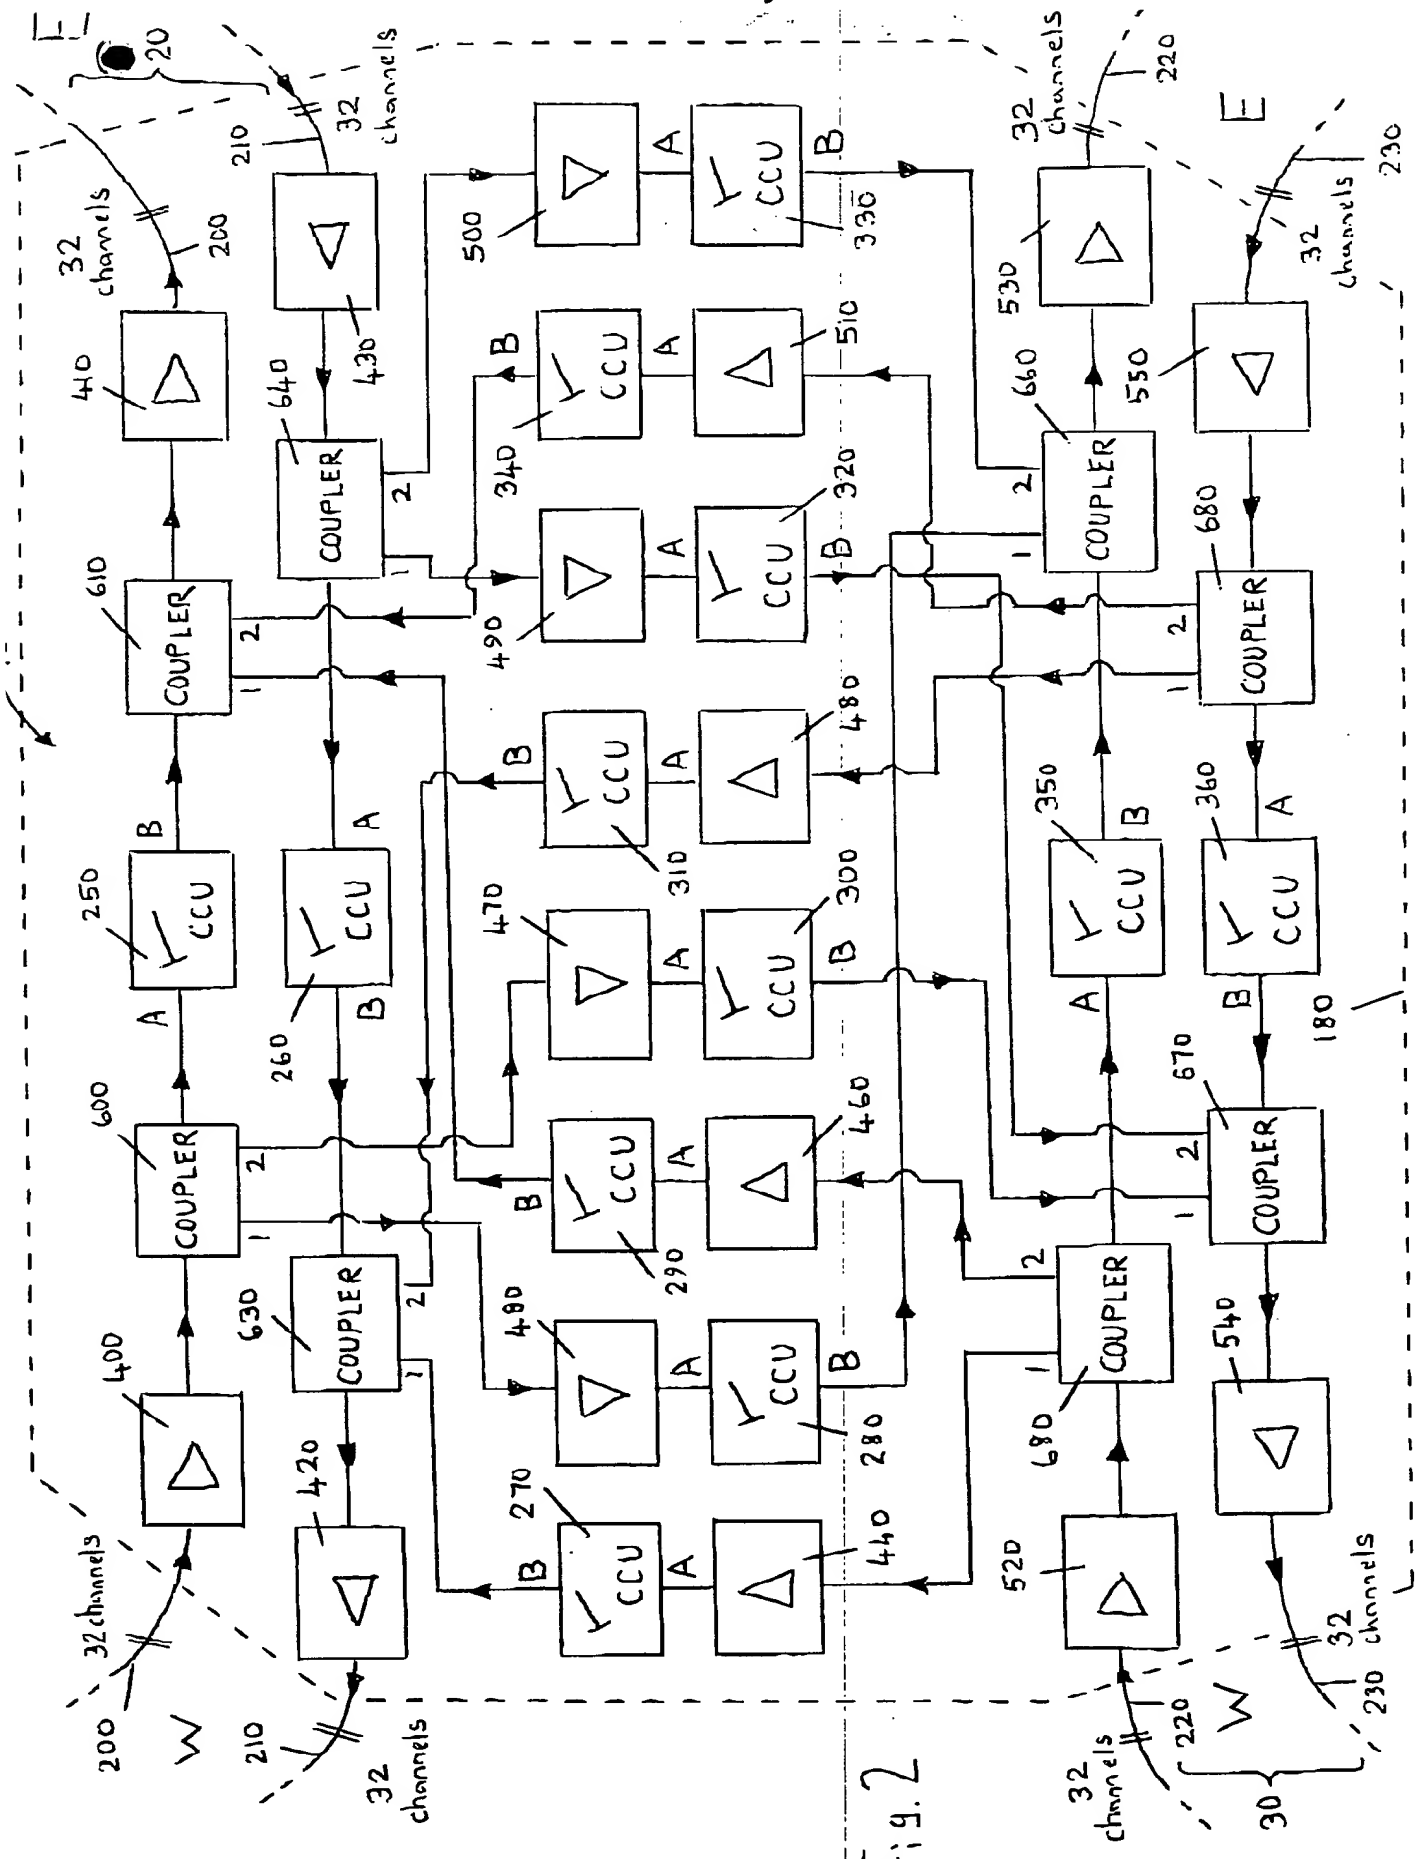 32 channels
200
W
400
600
COUPLER
1
2
A
250
CCU
B
610
COUPLER
1
2
410
32
channels
200
E
20
210
32
channels
420
630
COUPLER
1
2
260
B
CCU
A
640
COUPLER
1
2
430
210
32
channels
270
B
CCU
A
440
480
A
CCU
280
B
290
B
CCU
A
460
470
A
CCU
300
B
310
B
CCU
A
480
490
A
CCU
320
B
340
B
CCU
A
510
500
A
CCU
330
B
32
channels
220
520
680
COUPLER
1
2
A
350
CCU
B
660
COUPLER
1
2
530
32
channels
220
W
30
230
32
channels
540
670
COUPLER
1
2
B
360
CCU
A
680
COUPLER
1
2
550
E
32
channels
230
180
Fig. 2